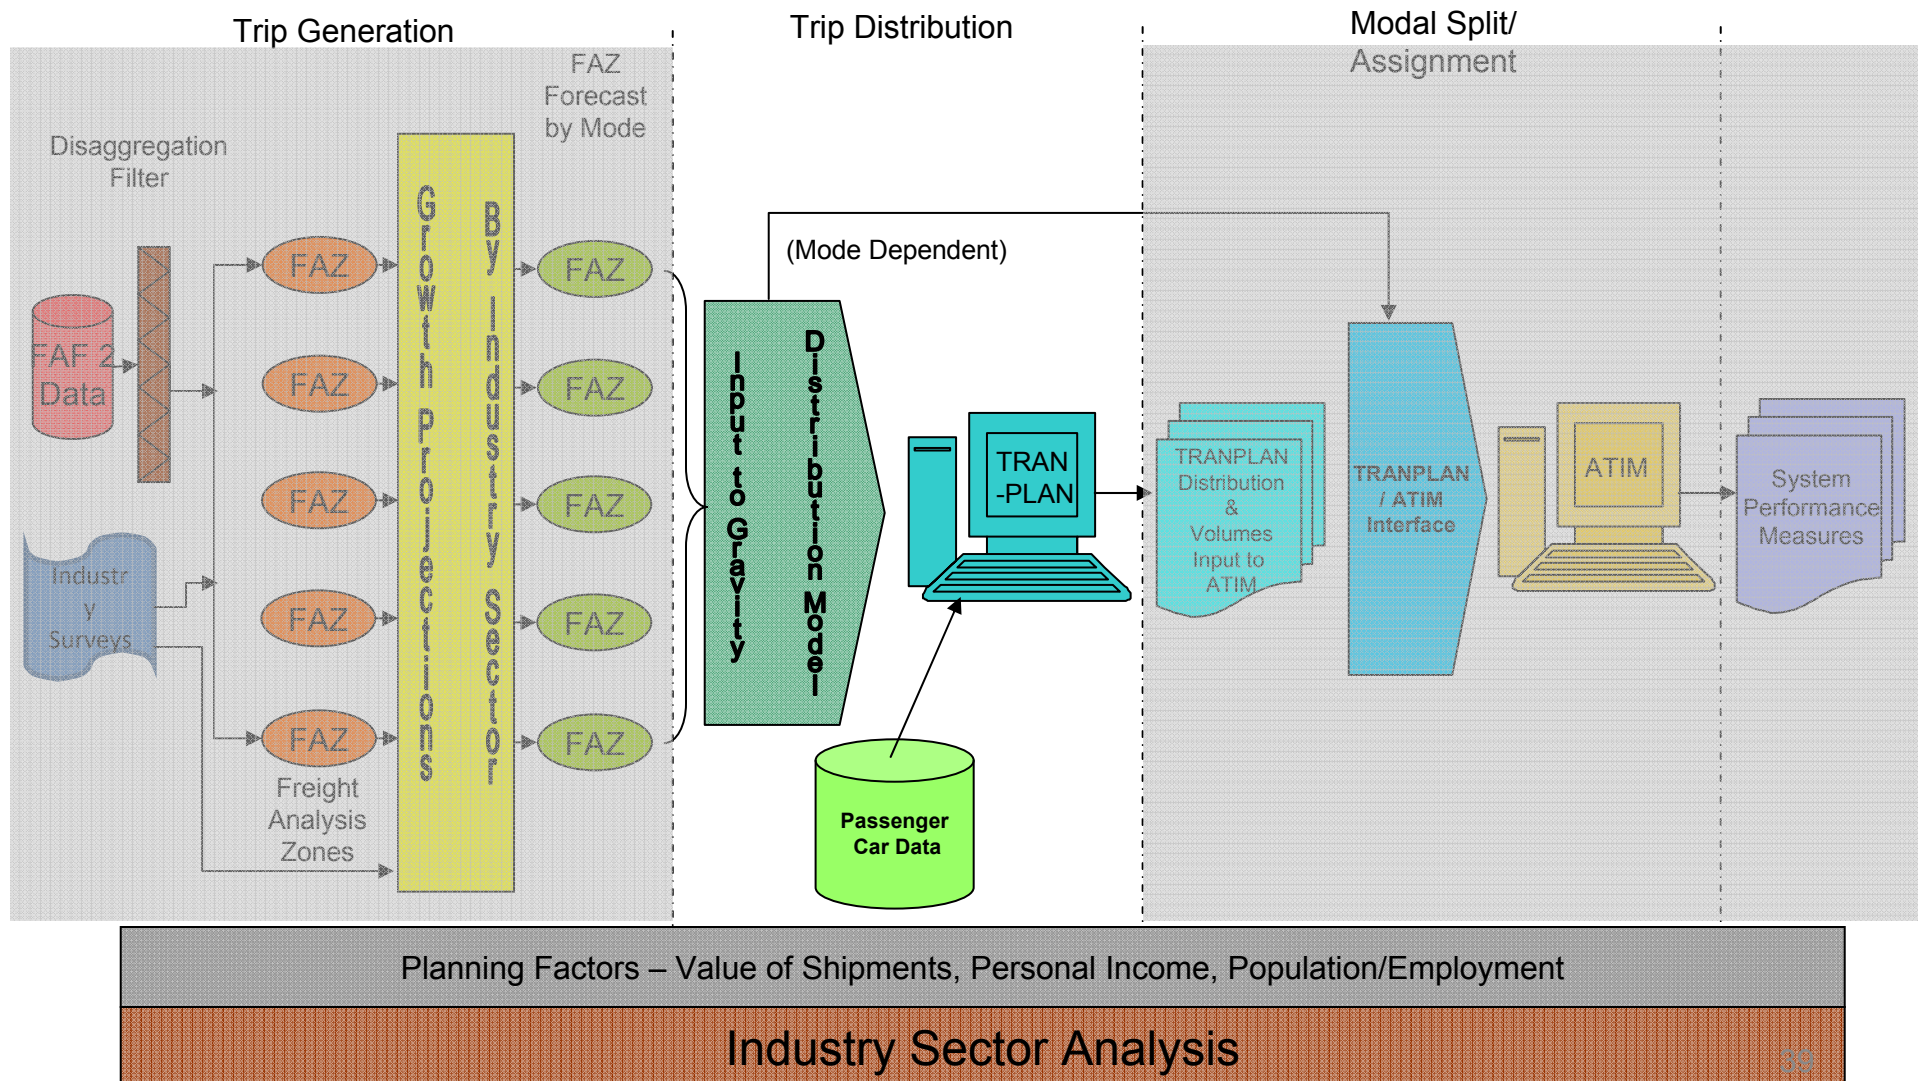 Trip Generation
Trip Distribution
Modal Split/
Assignment
FAZ
Forecast
by Mode
Disaggregation
Filter
FAF 2
Data
Industr
y
Surveys
FAZ
FAZ
FAZ
FAZ
FAZ
Freight
Analysis
Zones
Growth Projections
By Industry Sector
FAZ
FAZ
FAZ
FAZ
FAZ
(Mode Dependent)
Input to Gravity
Distribution Model
TRAN
-PLAN
Passenger
Car Data
TRANPLAN
Distribution
&
Volumes
Input to
ATIM
TRANPLAN
/ ATIM
Interface
ATIM
System
Performance
Measures
Planning Factors – Value of Shipments, Personal Income, Population/Employment
Industry Sector Analysis
39